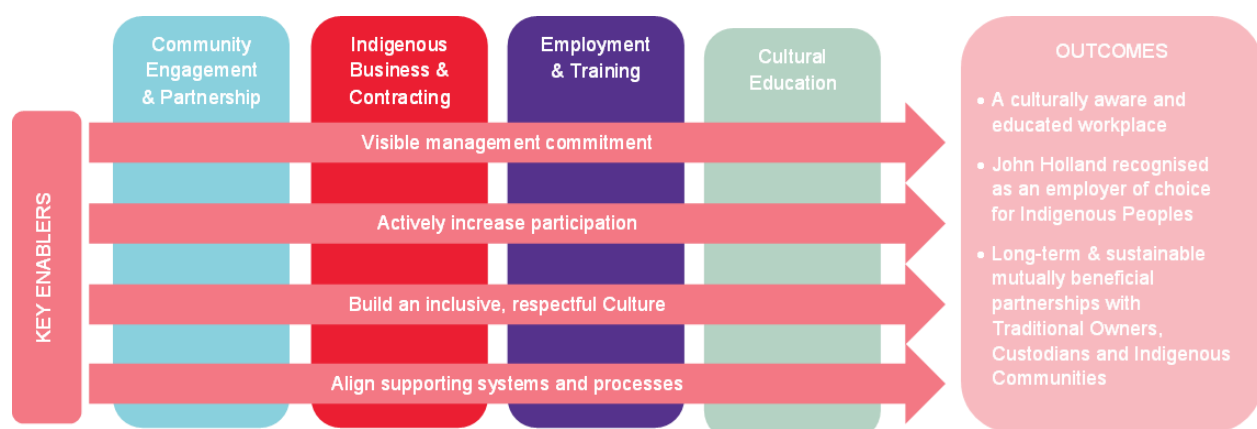 Community
Engagement
& Partnership
Indigenous
Business &
Contracting
Employment
& Training
Cultural
Education
KEY ENABLERS
Visible management commitment
Actively increase participation
Build an inclusive, respectful Culture
Align supporting systems and processes
OUTCOMES
• A culturally aware and
educated workplace
• John Holland recognised
as an employer of choice
for Indigenous Peoples
• Long-term & sustainable
mutually beneficial
partnerships with
Traditional Owners,
Custodians and Indigenous
Communities